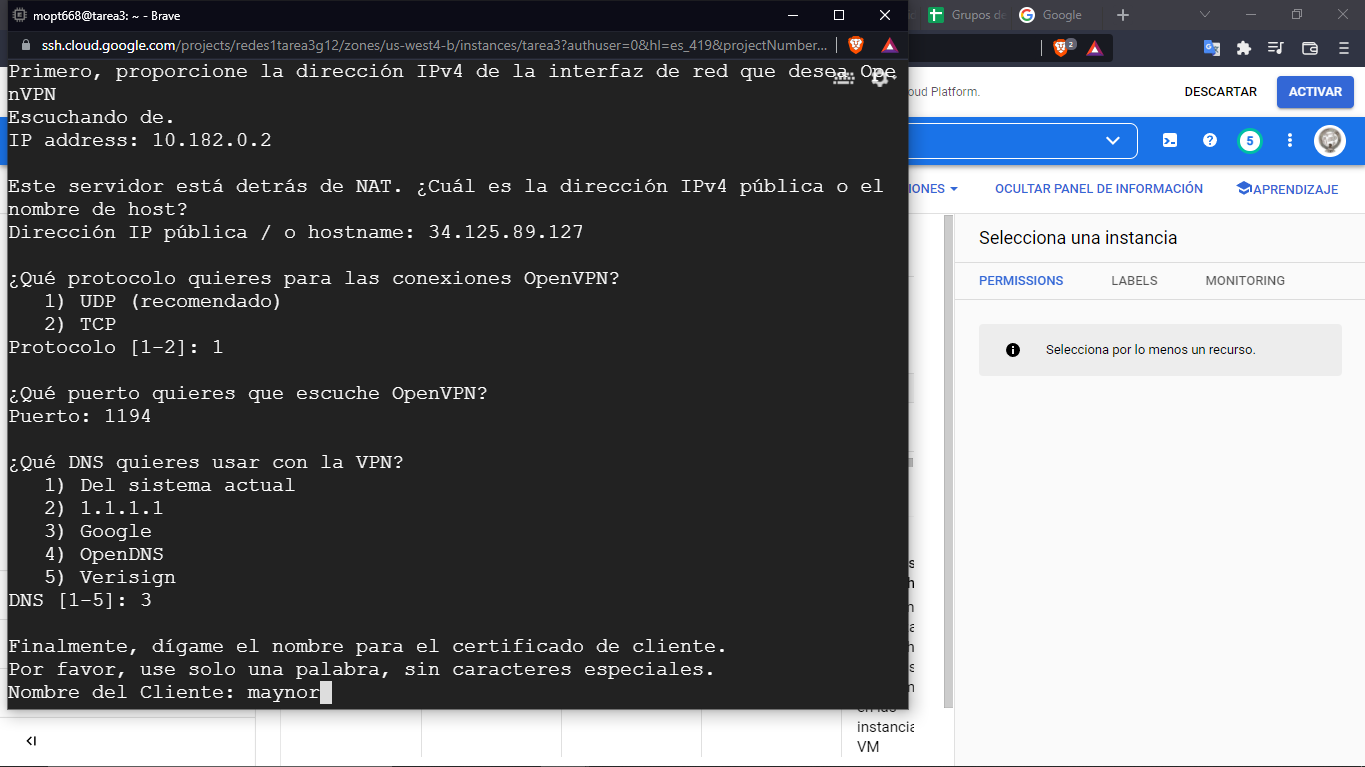 mopt668@tarea3: ~ - Brave
ssh.cloud.google.com/projects/redes1tarea3g12/zones/us-west4-b/instances/tarea3?authuser=0&hl=es_419&projectNumber...
Grupos de
Google
2
Primero, proporcione la dirección IPv4 de la interfaz de red que desea Ope
nVPN
Escuchando de.
IP address: 10.182.0.2
Este servidor está detrás de NAT. ¿Cuál es la dirección IPv4 pública o el
nombre de host?
Dirección IP pública / o hostname: 34.125.89.127
¿Qué protocolo quieres para las conexiones OpenVPN?
1) UDP (recomendado)
2) TCP
Protocolo [1-2]: 1
¿Qué puerto quieres que escuche OpenVPN?
Puerto: 1194
¿Qué DNS quieres usar con la VPN?
1) Del sistema actual
2) 1.1.1.1
3) Google
4) OpenDNS
5) Verisign
DNS [1-5]: 3
Finalmente, dígame el nombre para el certificado de cliente.
Por favor, use solo una palabra, sin caracteres especiales.
Nombre del Cliente: maynor
oud Platform.
DESCARTAR
ACTIVAR
5
IONES
OCULTAR PANEL DE INFORMACIÓN
APRENDIZAJE
Selecciona una instancia
PERMISSIONS
LABELS
MONITORING
Selecciona por lo menos un recurso.
en las
instancia
VM